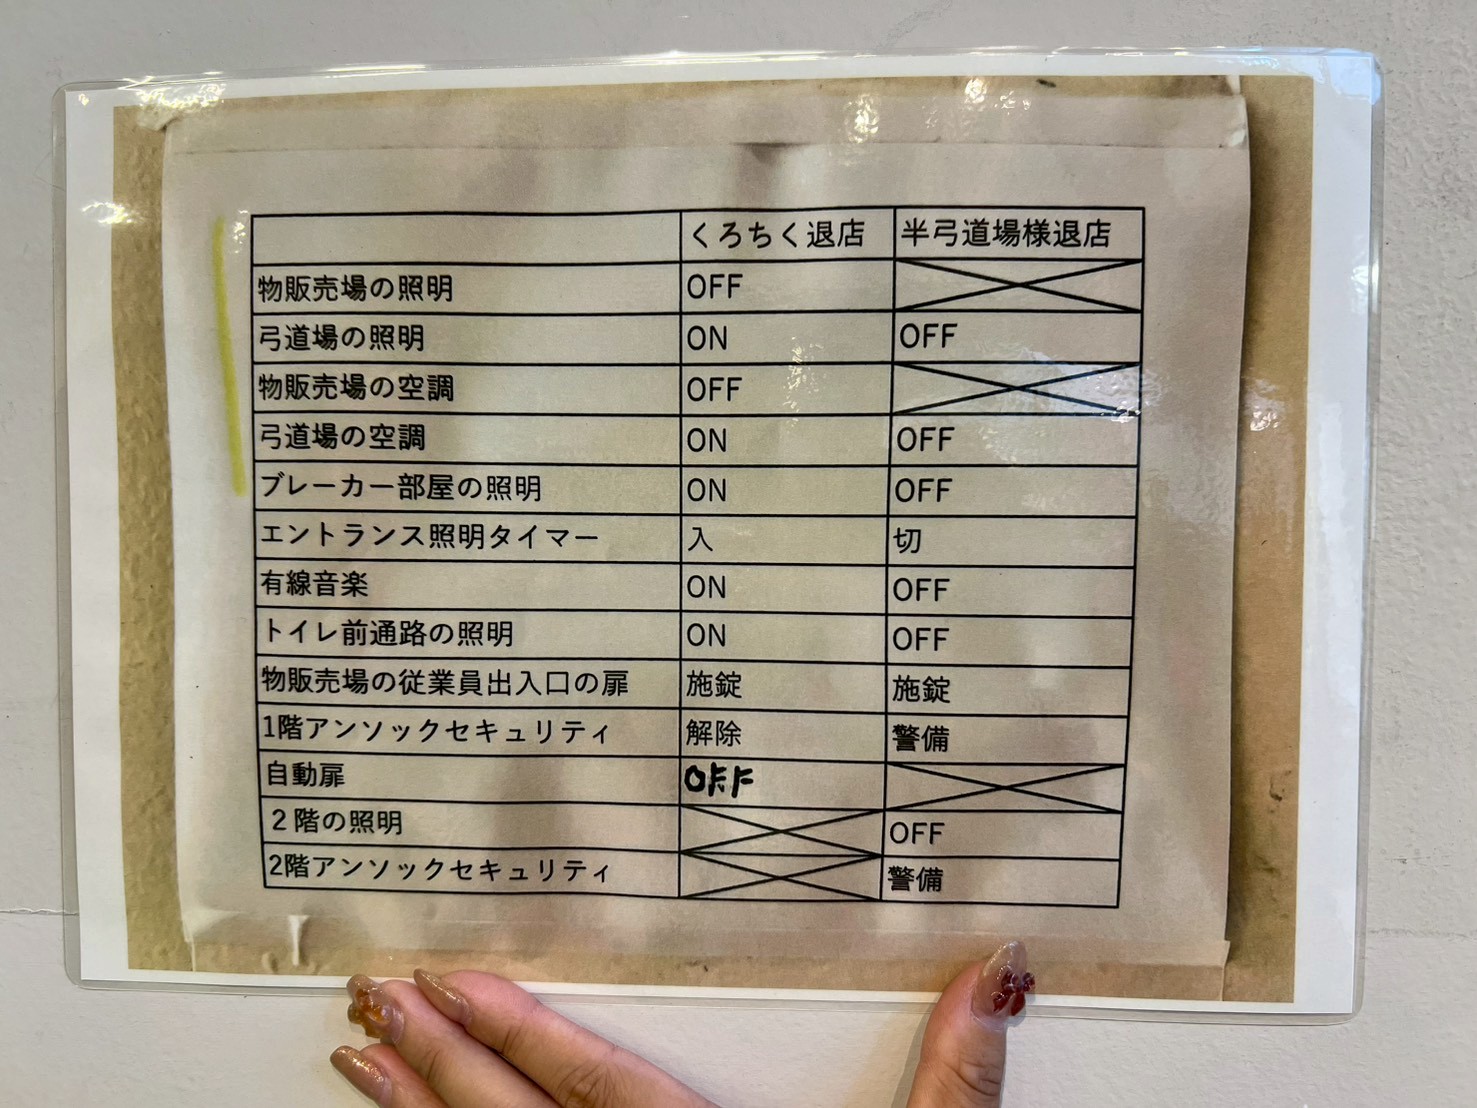 くろちく退店 半弓道場様退店
物販売場の照明 OFF
弓道場の照明 ON OFF
物販売場の空調 OFF
弓道場の空調 ON OFF
ブレーカー部屋の照明 ON OFF
エントランス照明タイマー 入 切
有線音楽 ON OFF
トイレ前通路の照明 ON OFF
物販売場の従業員出入口の扉 施錠 施錠
1階アンソックセキュリティ 解除 警備
自動扉 OFF
２階の照明 OFF
2階アンソックセキュリティ 警備